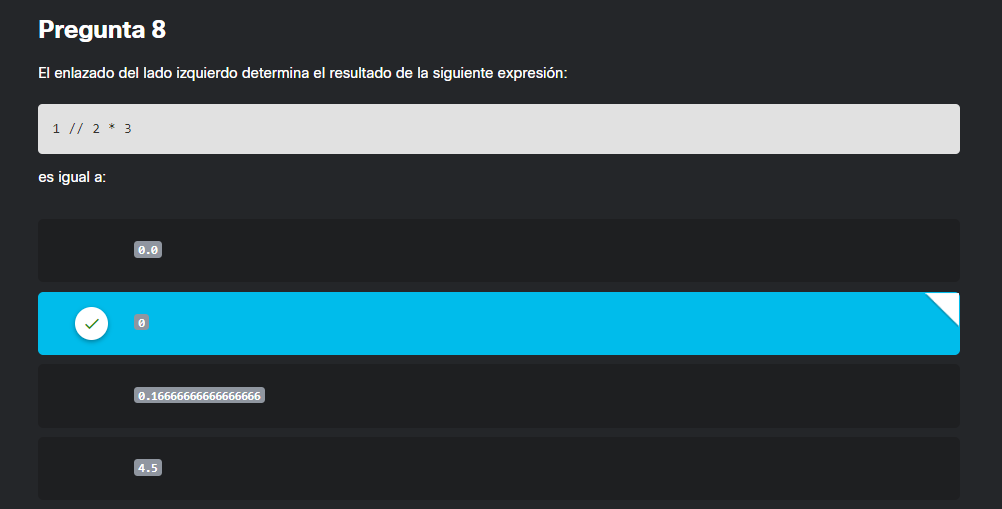 Pregunta 8
El enlazado del lado izquierdo determina el resultado de la siguiente expresión:
1 // 2 * 3
es igual a:
0.0
0
0.16666666666666666
4.5